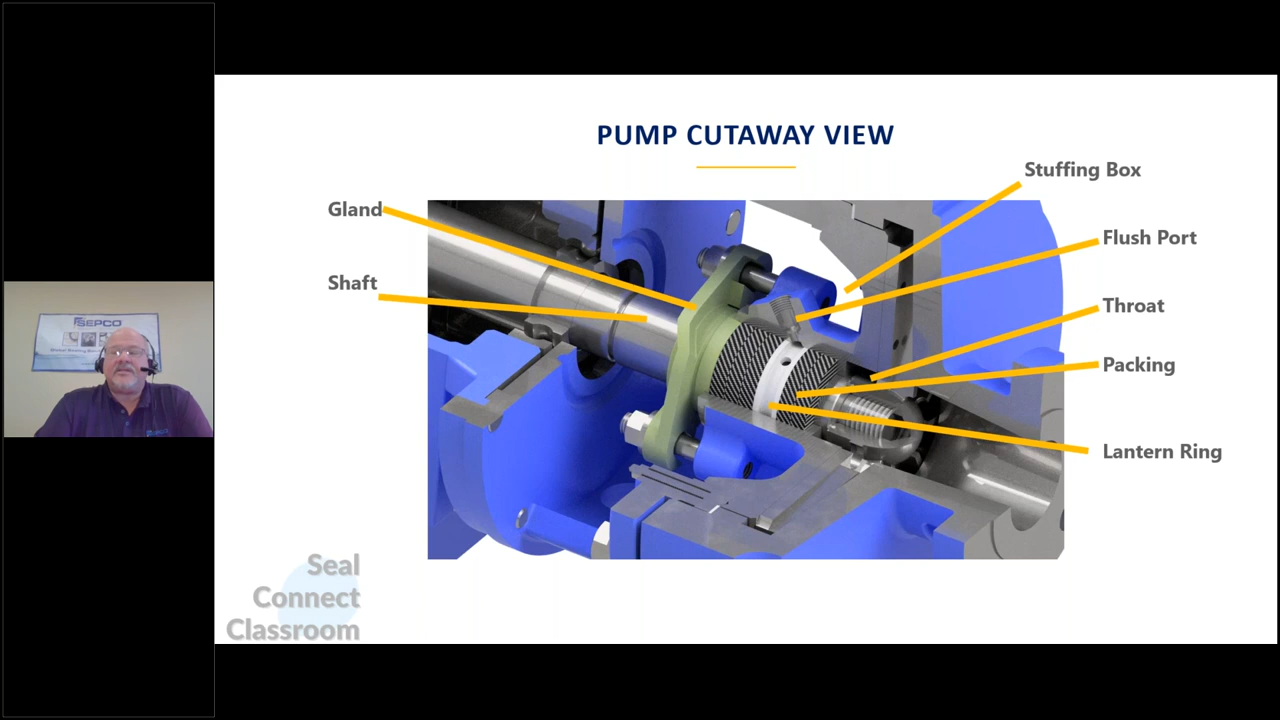 PUMP CUTAWAY VIEW
Stuffing Box
Gland
Flush Port
Shaft
Throat
Packing
Lantern Ring
Seal
Connect
Classroom
SEPCO